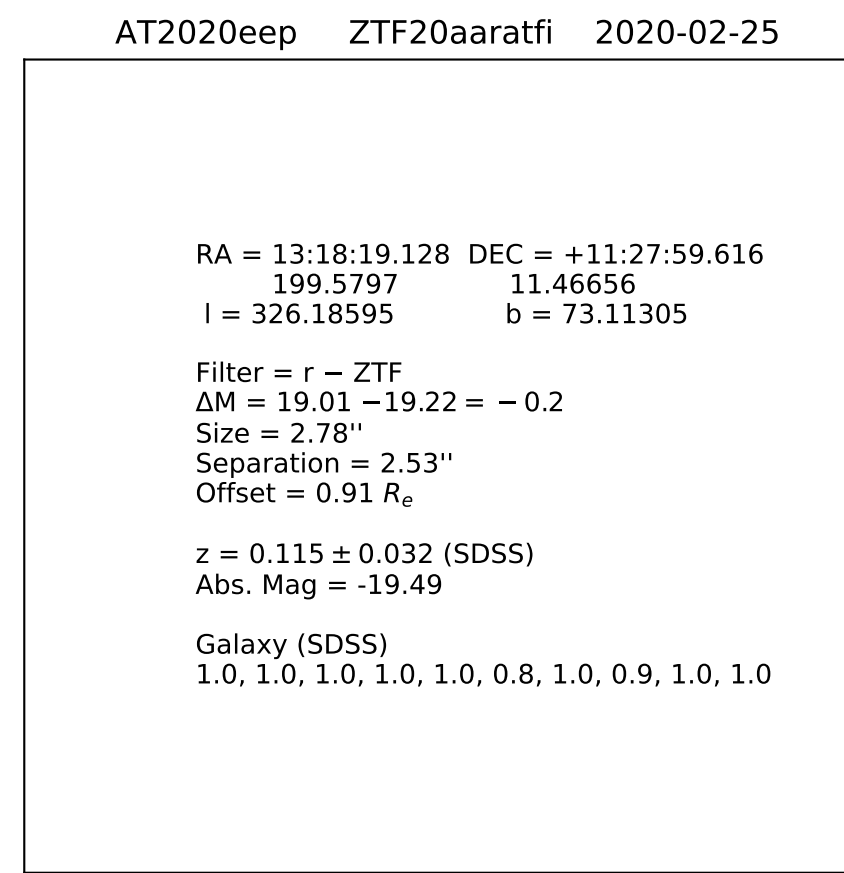 AT2020eep ZTF20aaratfi 2020-02-25
RA = 13:18:19.128 DEC = +11:27:59.616
199.5797 11.46656
l = 326.18595 b = 73.11305
Filter = r − ZTF
ΔM = 19.01 −19.22 = − 0.2
Size = 2.78''
Separation = 2.53''
Offset = 0.91 Re
z = 0.115 ± 0.032 (SDSS)
Abs. Mag = -19.49
Galaxy (SDSS)
1.0, 1.0, 1.0, 1.0, 1.0, 0.8, 1.0, 0.9, 1.0, 1.0